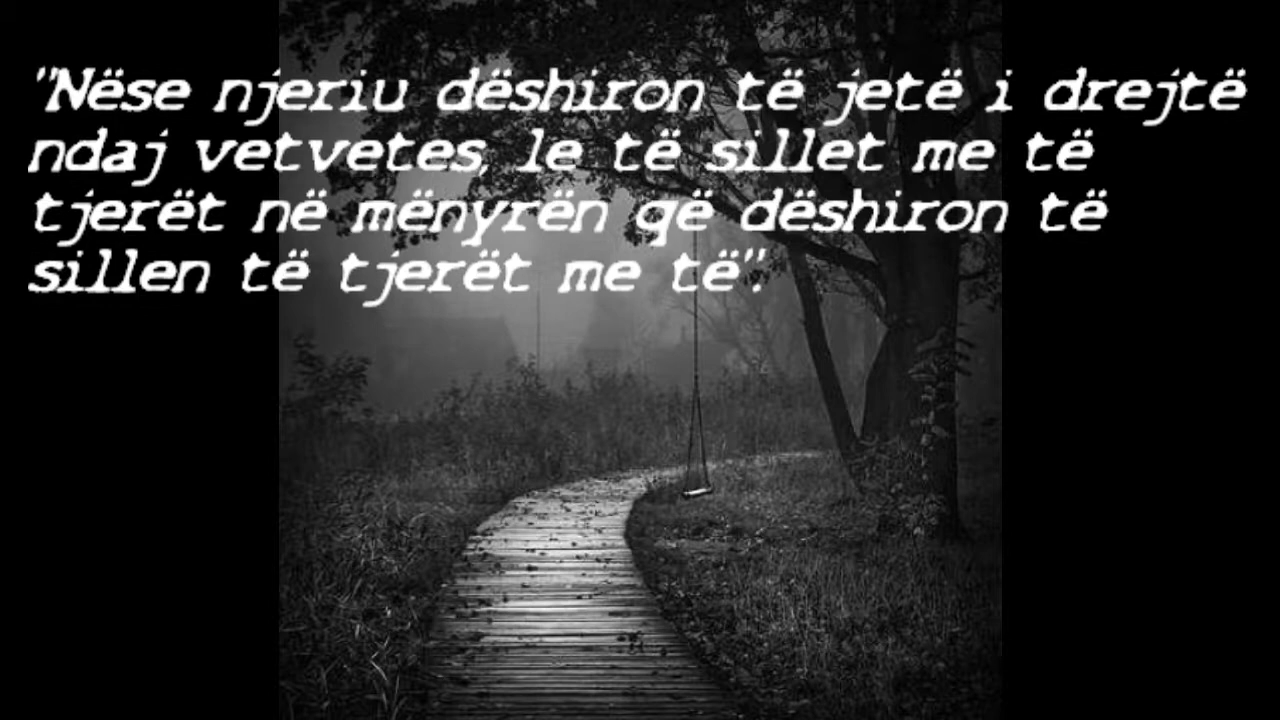 "Nëse njeriu dëshiron të jetë i drejtë
ndaj vetvetes, le të sillet me të
tjerët në mënyrën që dëshiron të
sillen të tjerët me të".